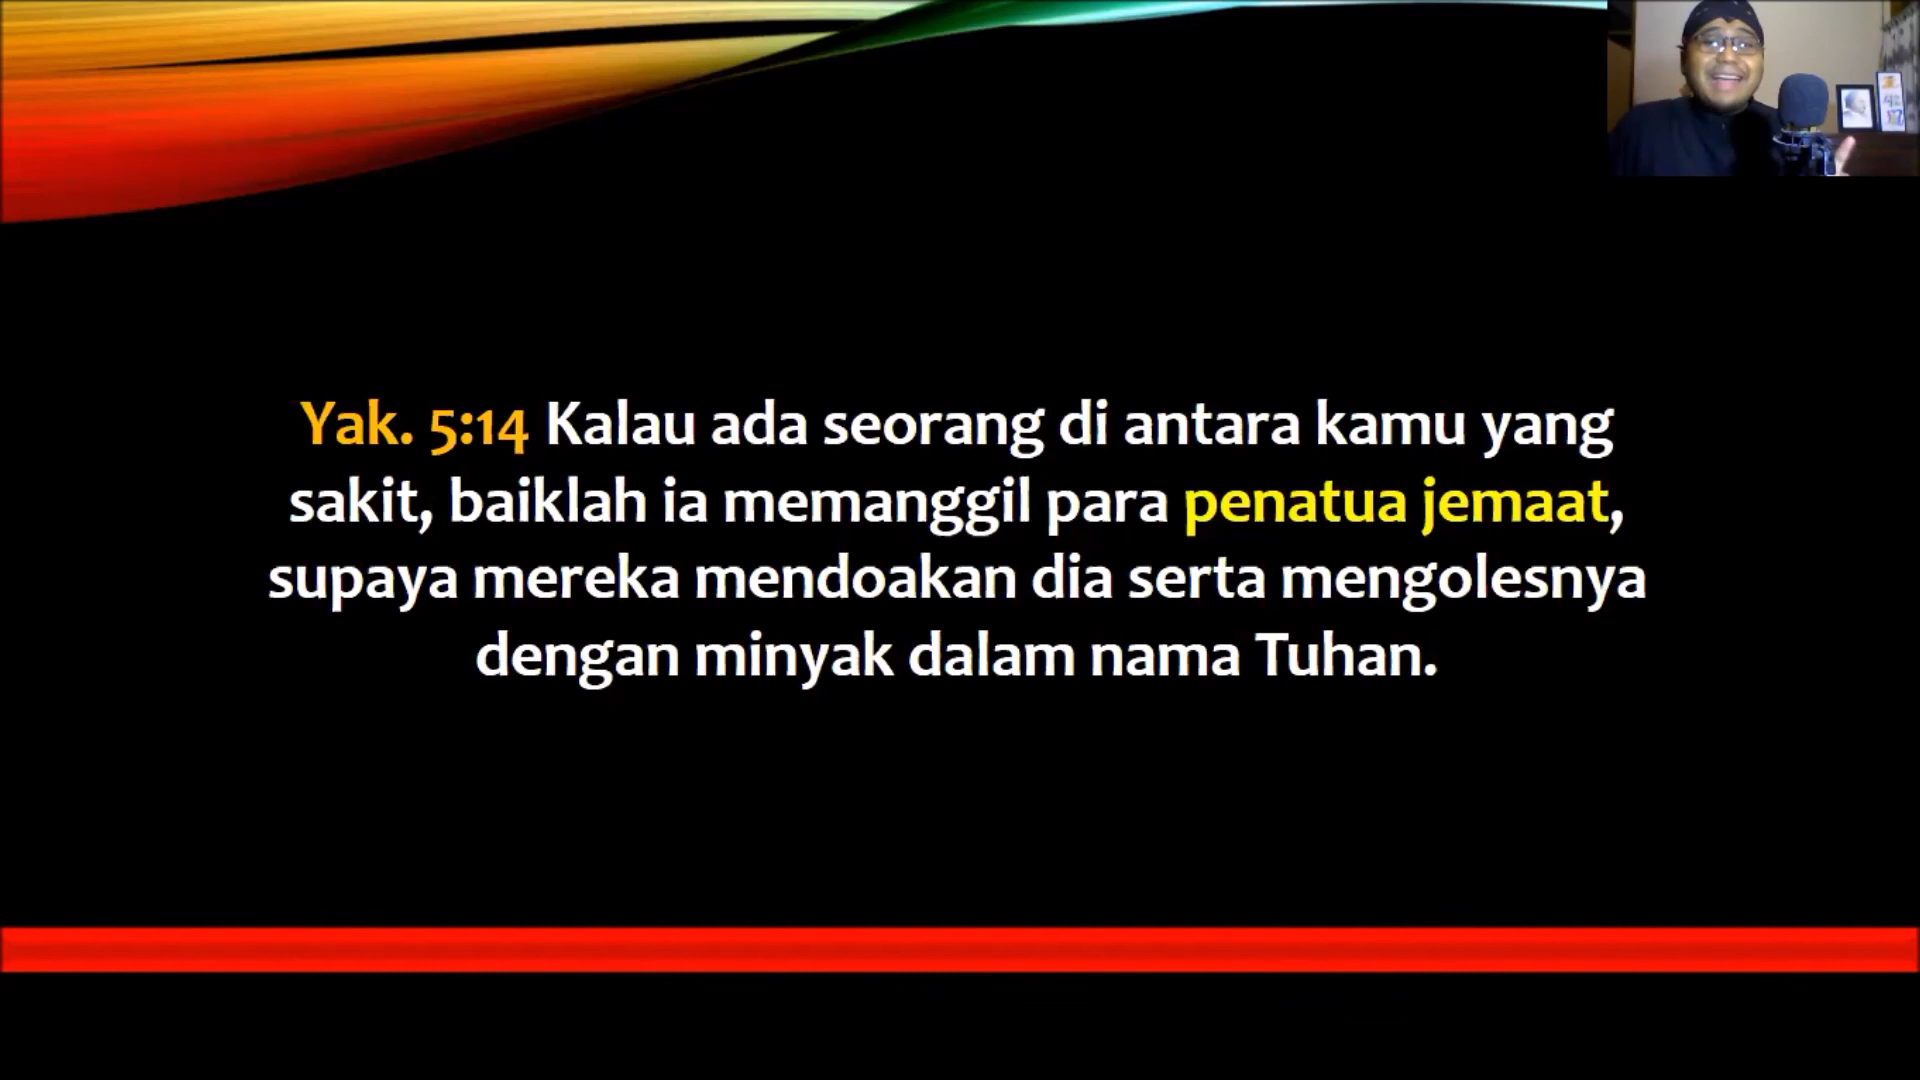 Yak. 5:14 Kalau ada seorang di antara kamu yang
sakit, baiklah ia memanggil para penatua jemaat,
supaya mereka mendoakan dia serta mengolesnya
dengan minyak dalam nama Tuhan.